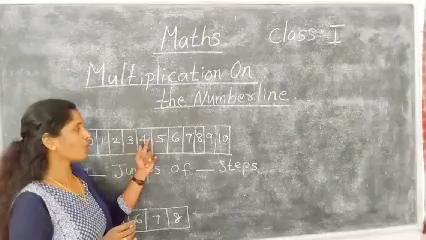 Maths Class-I
Multiplication On
the Numberline
1 2 3 4 5 6 7 8 9 10
__ Jumps of __ Steps
6 7 8